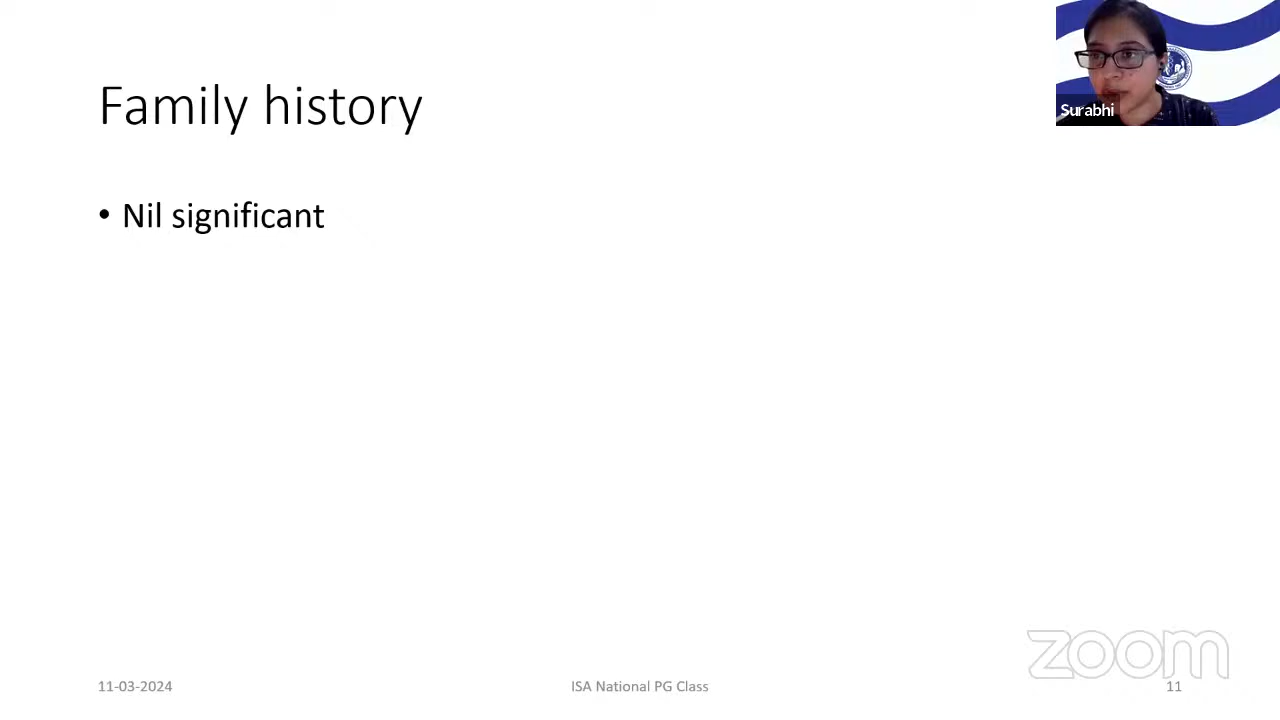 Family history
Surabhi
• Nil significant
zoom
11-03-2024
ISA National PG Class
11